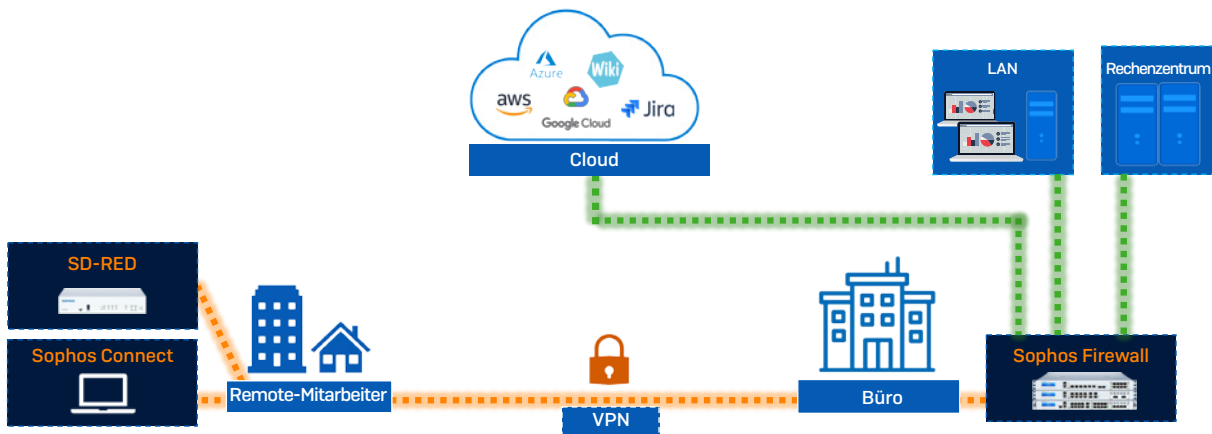 Azure
Wiki
aws
Google Cloud
Jira
Cloud
LAN
Rechenzentrum
SD-RED
Sophos Connect
Remote-Mitarbeiter
VPN
Büro
Sophos Firewall